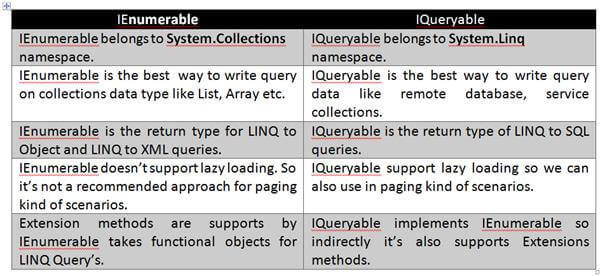 IEnumerable
IQueryable
IEnumerable belongs to System.Collections
namespace.
IQueryable belongs to System.Linq
namespace.
IEnumerable is the best way to write query
on collections data type like List, Array etc.
IQueryable is the best way to write query
data like remote database, service
collections.
IEnumerable is the return type for LINQ to
Object and LINQ to XML queries.
IQueryable is the return type of LINQ to SQL
queries.
IEnumerable doesn't support lazy loading. So
it's not a recommended approach for paging
kind of scenarios.
IQueryable support lazy loading so we can
also use in paging kind of scenarios.
Extension methods are supports by
IEnumerable takes functional objects for
LINQ Query's.
IQueryable implements IEnumerable so
indirectly it's also supports Extensions
methods.